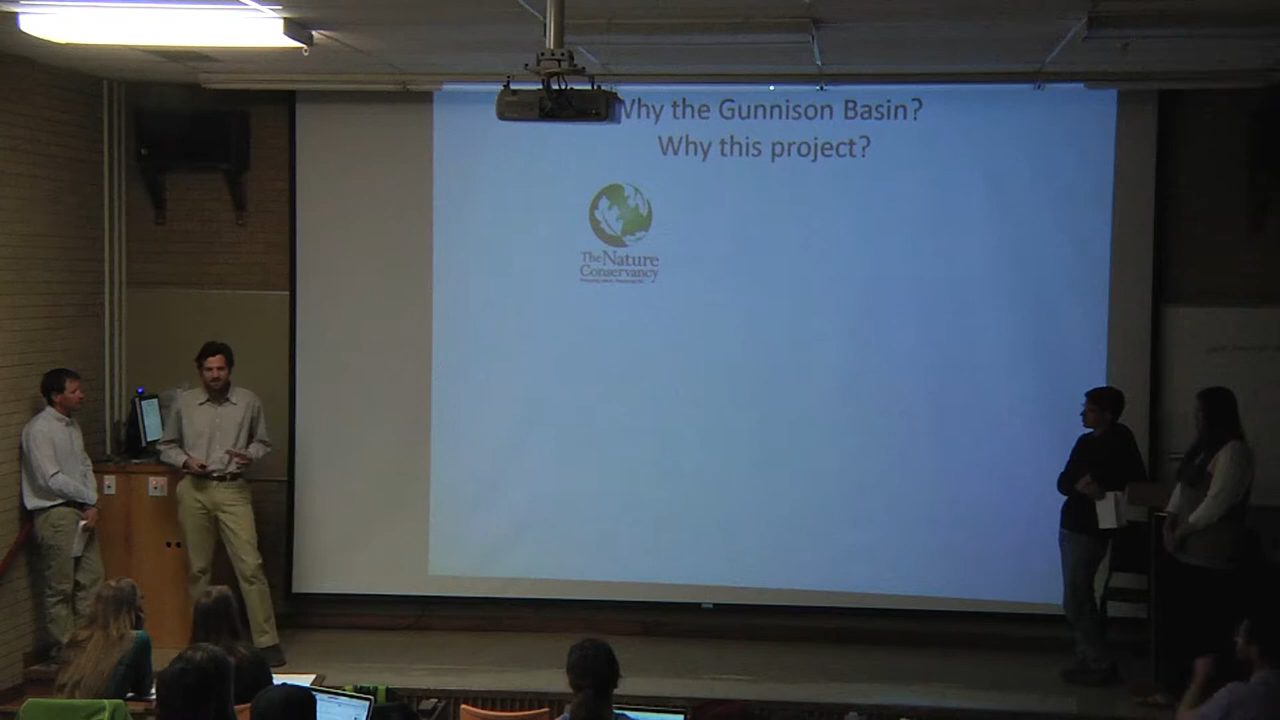 Why the Gunnison Basin?
Why this project?
The Nature
Conservancy